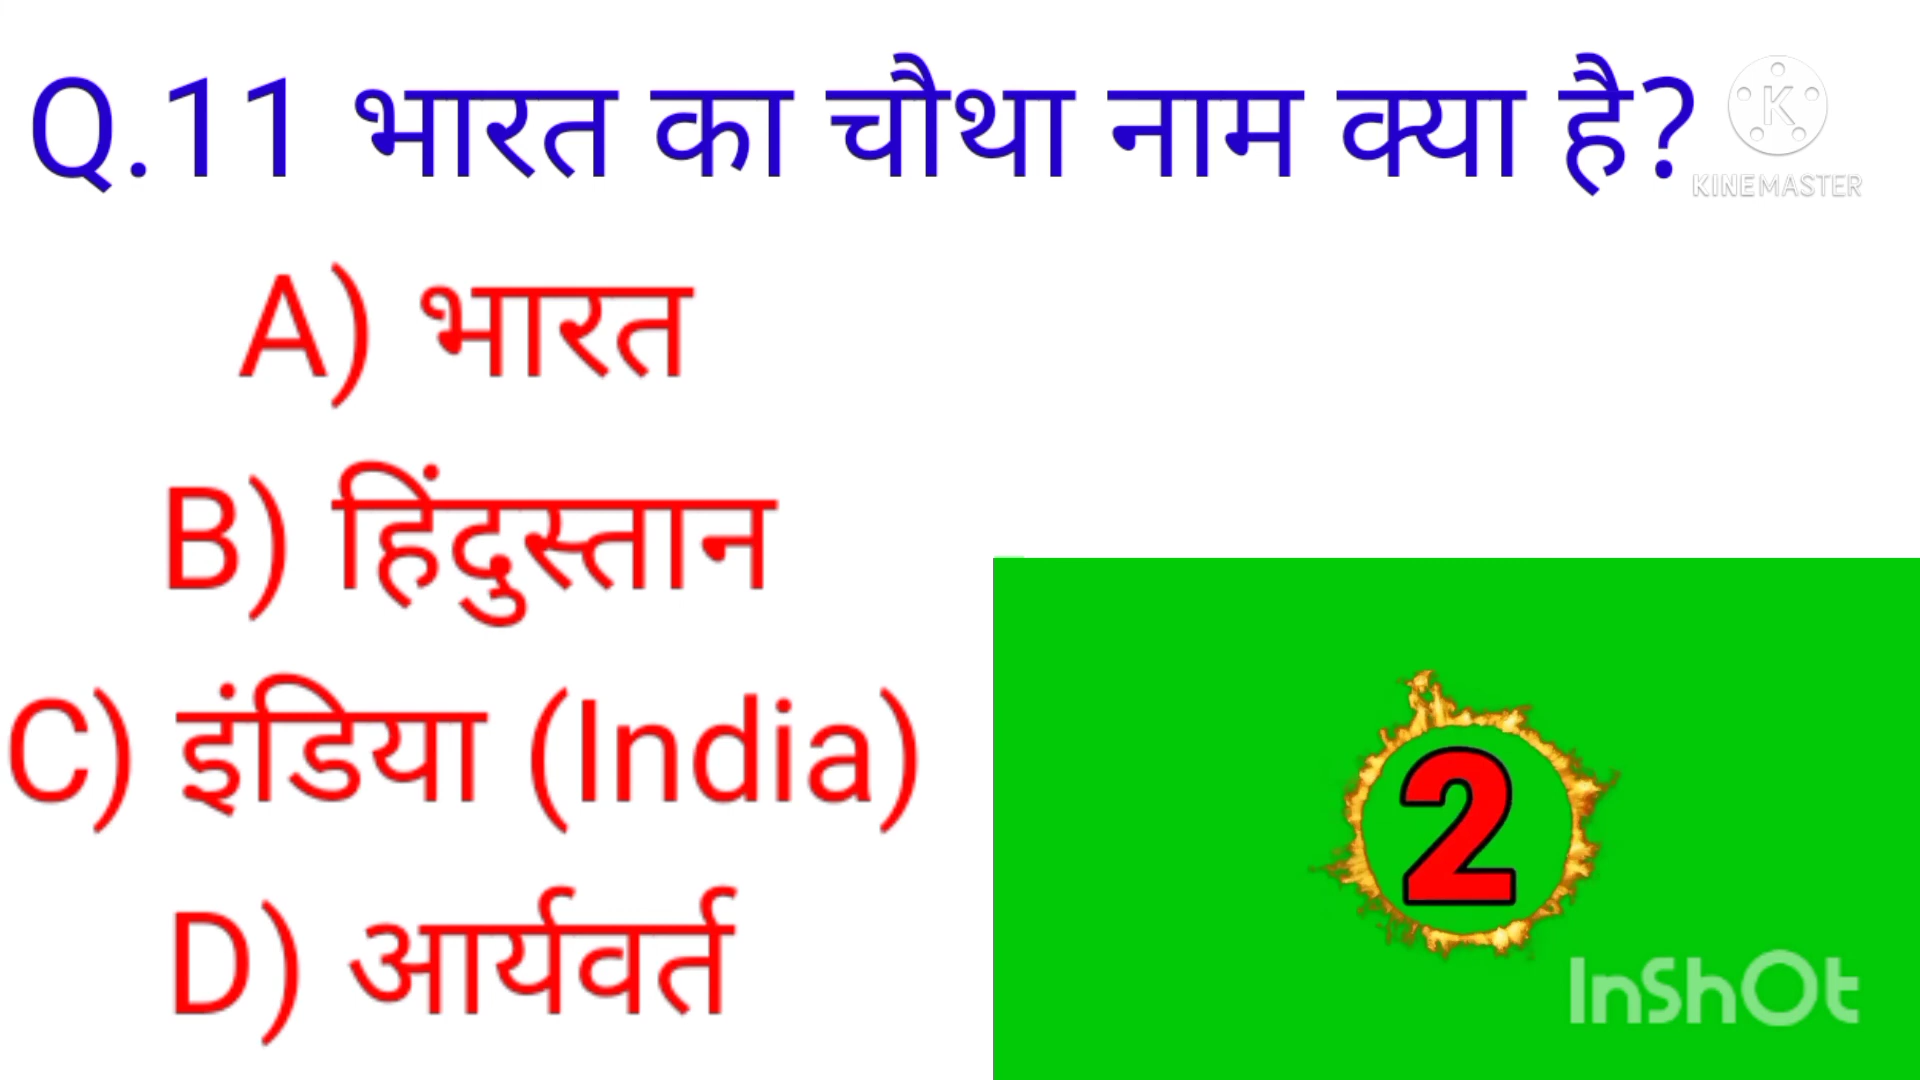 Q.11 भारत का चौथा नाम क्या है?
KINEMASTER
A) भारत
B) हिंदुस्तान
C) इंडिया (India)
D) आर्यवर्त
2
InShOt